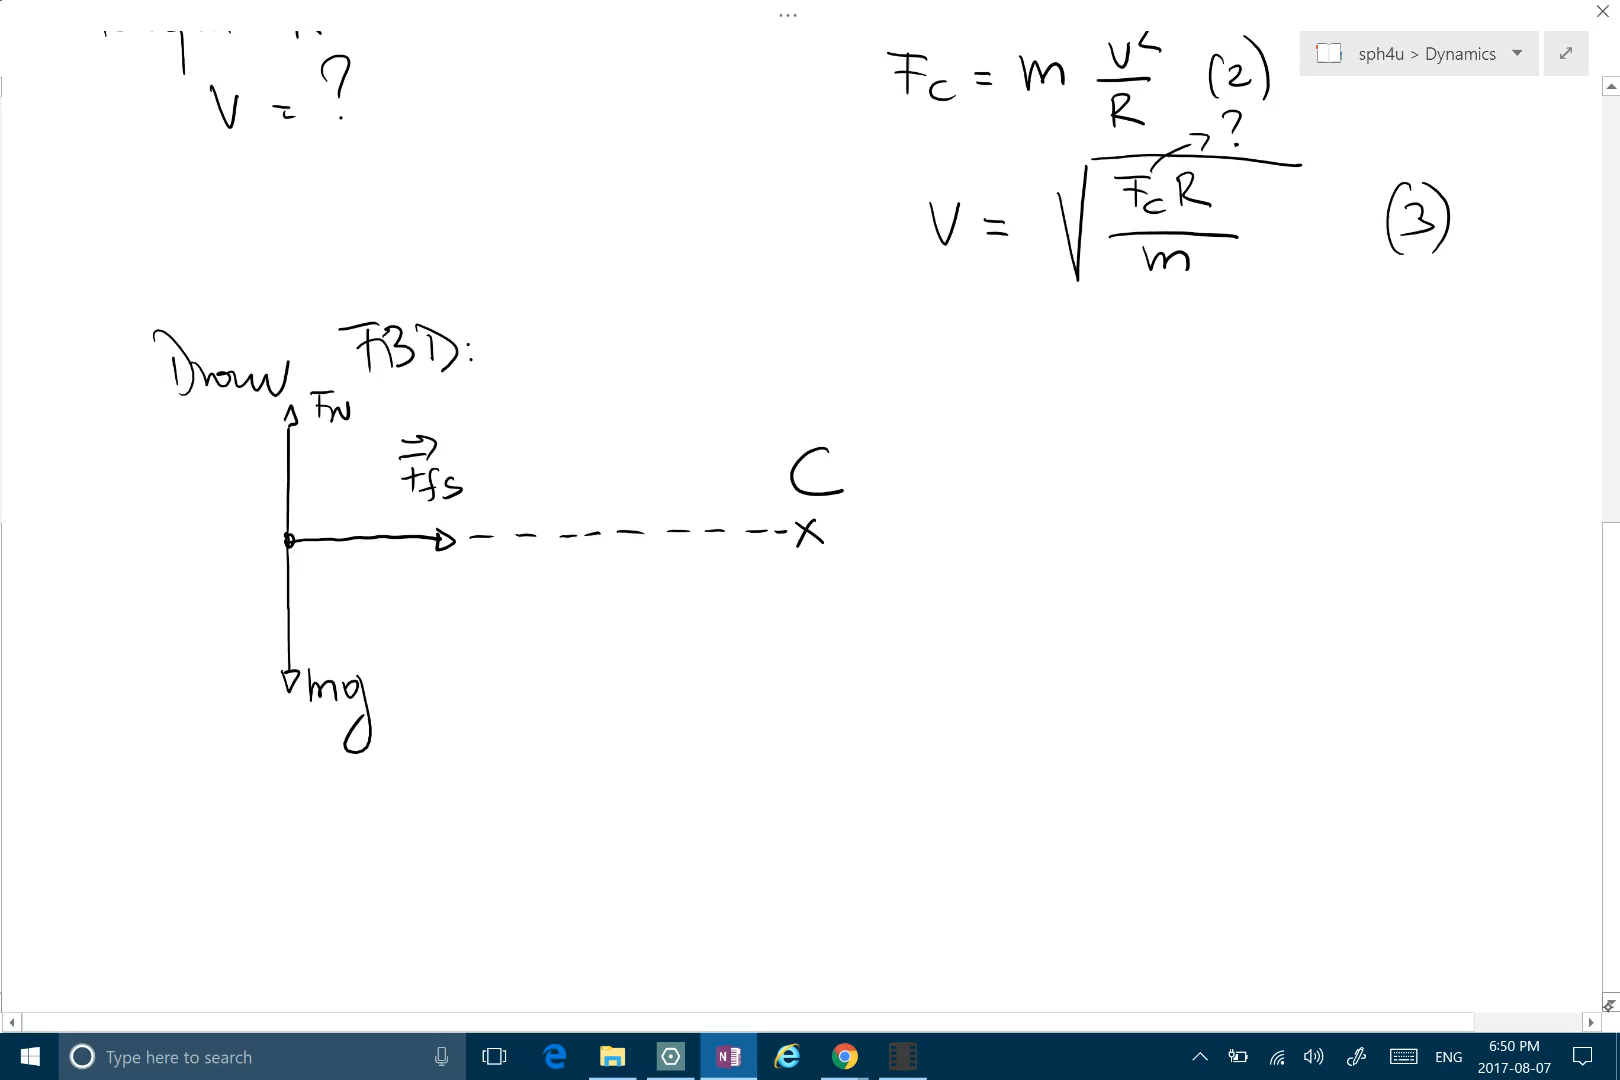 V = ?
Fc = m V²/R (2)
?
V = √(FcR/m) (3)
sph4u > Dynamics
Draw FBD:
FN
Ffs
C
x
mg
Type here to search
ENG
6:50 PM
2017-08-07